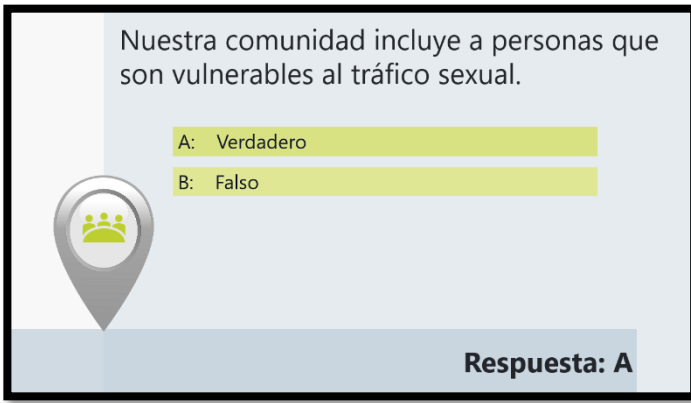 Nuestra comunidad incluye a personas que
son vulnerables al tráfico sexual.
A: Verdadero
B: Falso
Respuesta: A